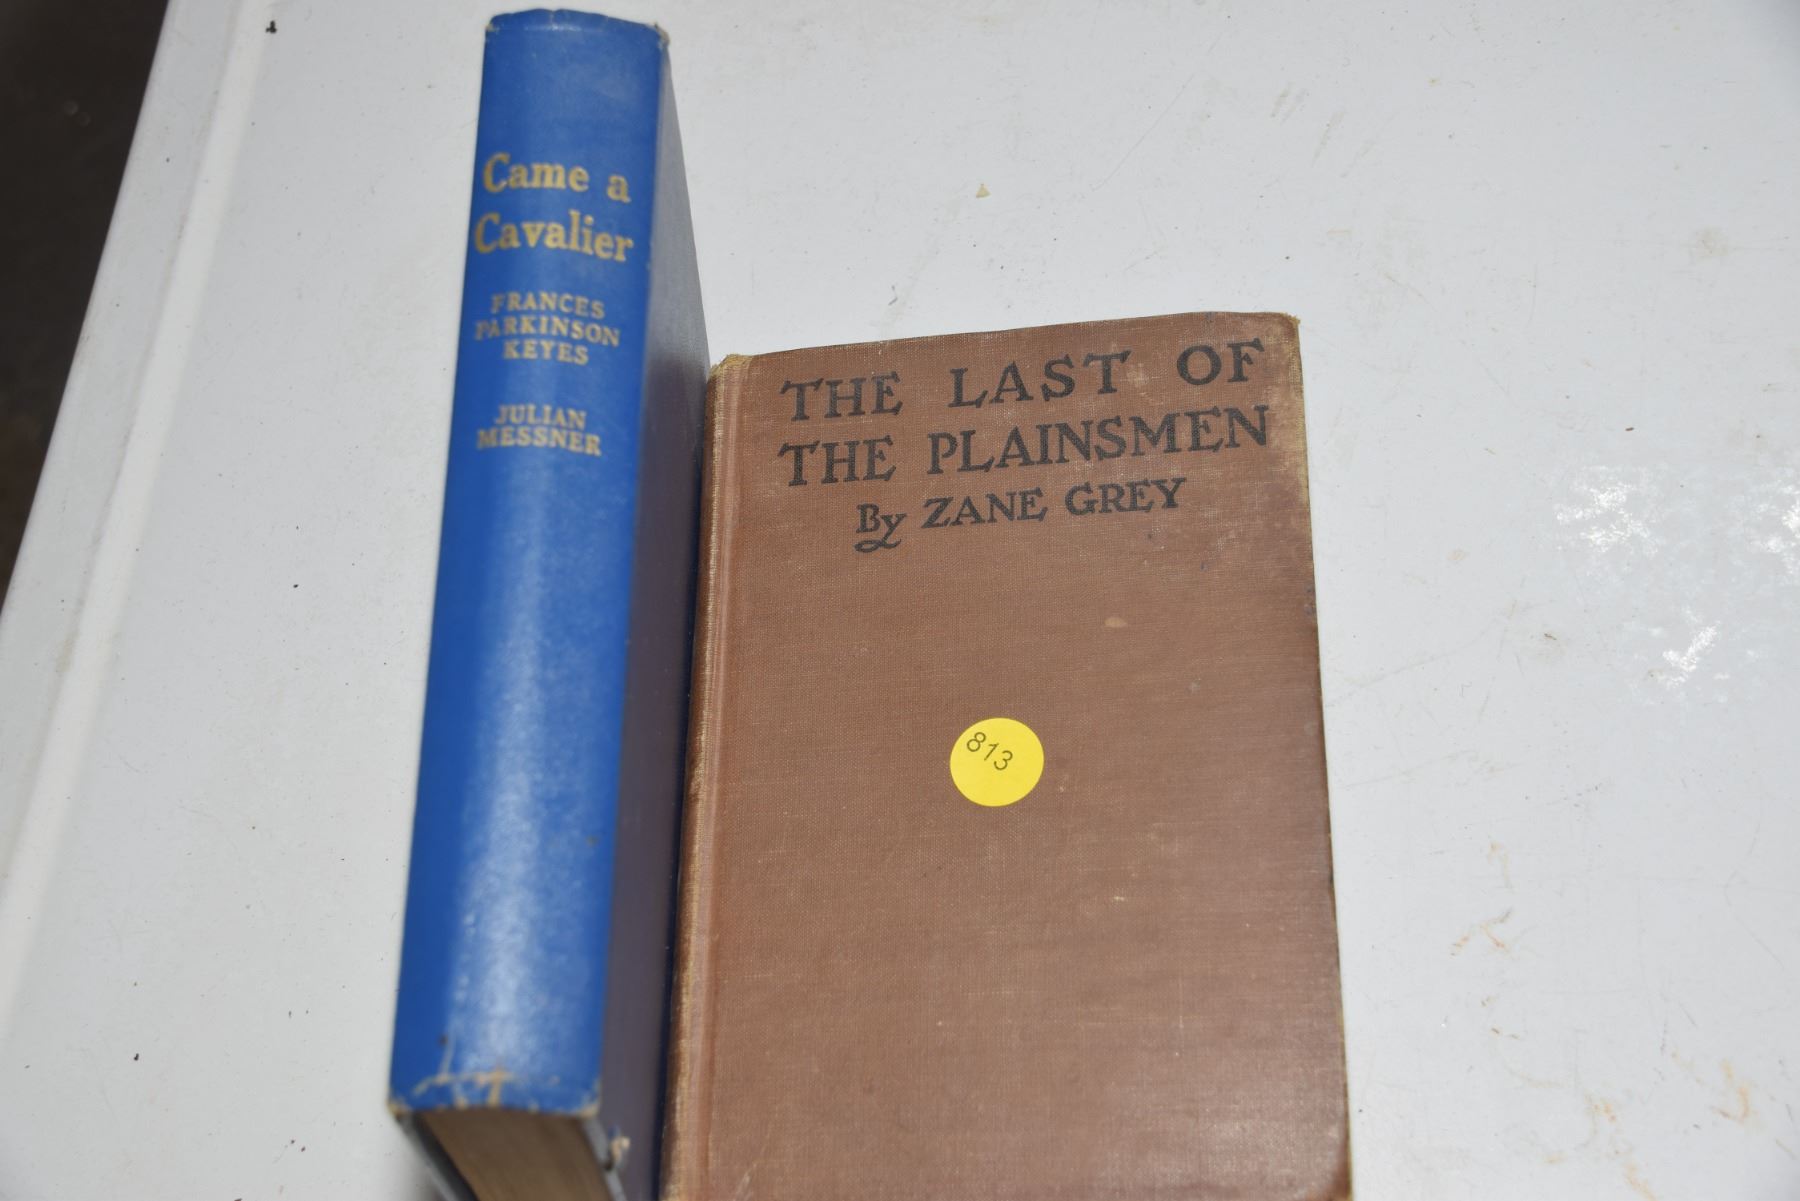 Came a
Cavalier
FRANCES
PARKINSON
KEYES
JULIAN
MESSNER
THE LAST OF
THE PLAINSMEN
By ZANE GREY
813